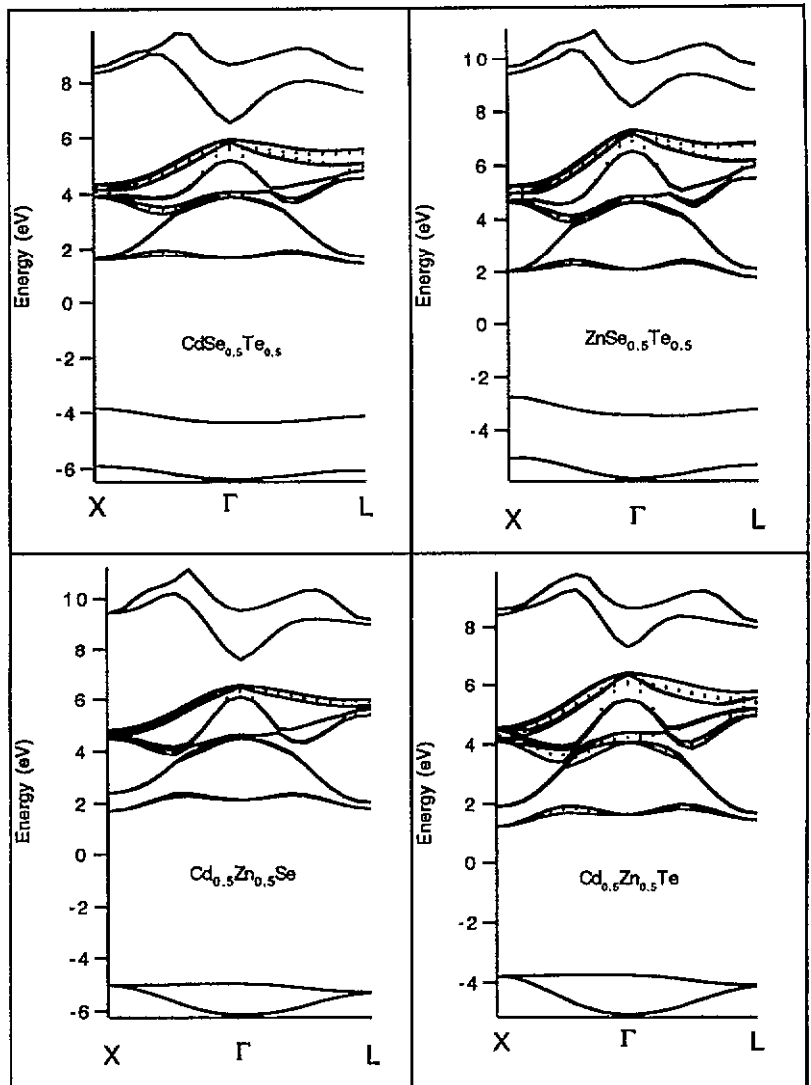 Energy (eV)
8
6
4
2
0
-2
-4
-6
CdSe₀.₅Te₀.₅
X Γ L
Energy (eV)
10
8
6
4
2
0
-2
-4
ZnSe₀.₅Te₀.₅
X Γ L
Energy (eV)
10
8
6
4
2
0
-2
-4
-6
Cd₀.₅Zn₀.₅Se
X Γ L
Energy (eV)
8
6
4
2
0
-2
-4
Cd₀.₅Zn₀.₅Te
X Γ L